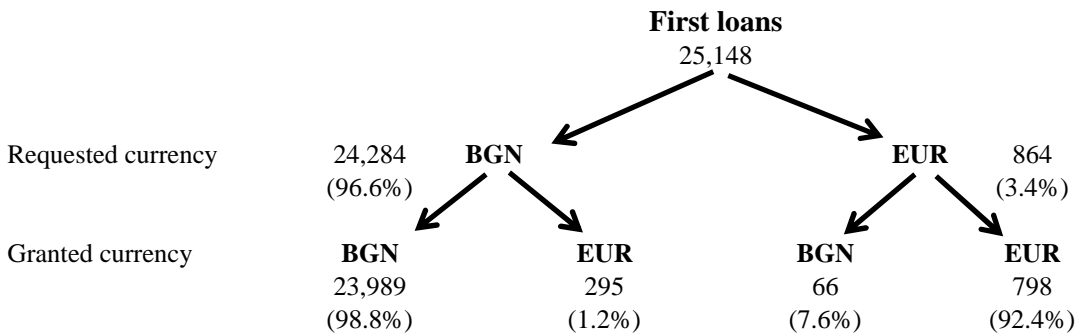 First loans
25,148
Requested currency 24,284 BGN EUR 864
(96.6%) (3.4%)
Granted currency BGN EUR BGN EUR
23,989 295 66 798
(98.8%) (1.2%) (7.6%) (92.4%)